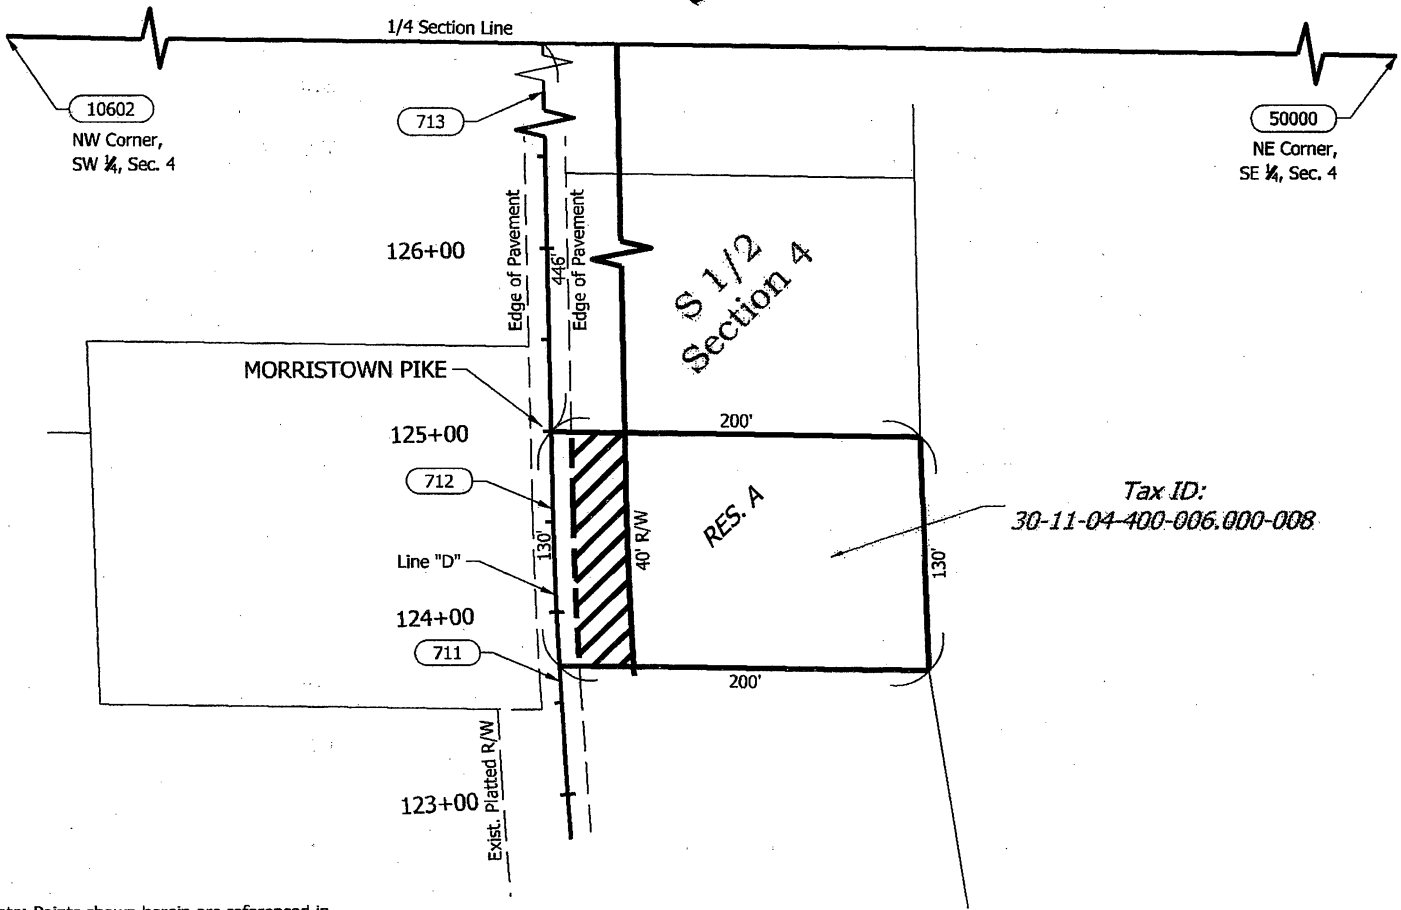 1/4 Section Line
10602
NW Corner,
SW ¼, Sec. 4
713
50000
NE Corner,
SE ¼, Sec. 4
Edge of Pavement
446'
Edge of Pavement
126+00
S 1/2
Section 4
MORRISTOWN PIKE
125+00
200'
712
130'
40' R/W
RES. A
Tax ID:
30-11-04-400-006.000-008
130'
Line "D"
124+00
711
200'
Exist. Platted R/W
123+00